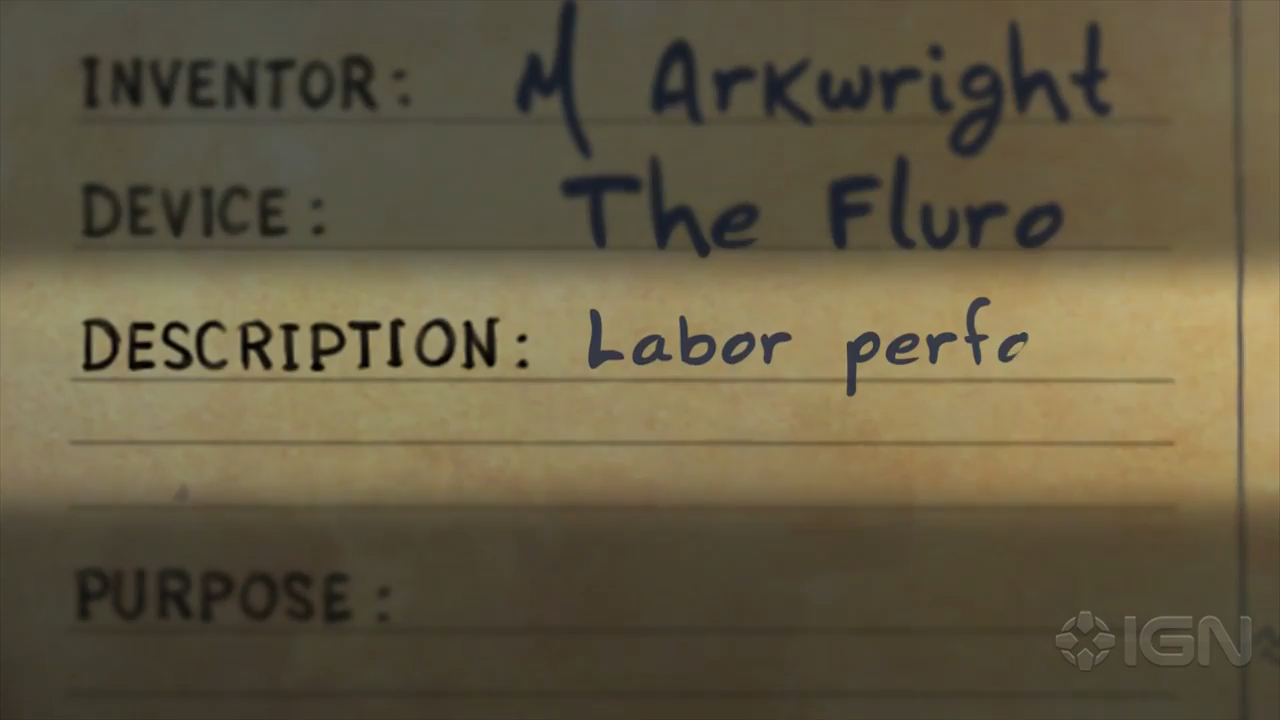 INVENTOR: M Arkwright
DEVICE: The Fluro
DESCRIPTION: Labor perfo
PURPOSE:
IGN